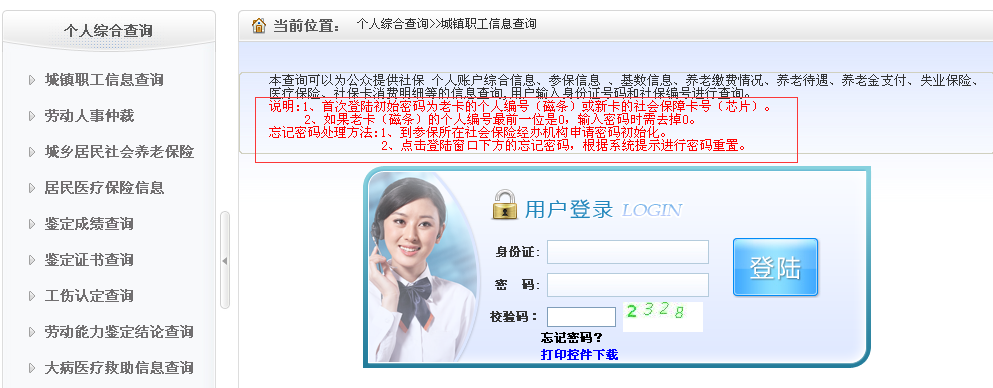 个人综合查询
城镇职工信息查询
劳动人事仲裁
城乡居民社会养老保险
居民医疗保险信息
鉴定成绩查询
鉴定证书查询
工伤认定查询
劳动能力鉴定结论查询
大病医疗救助信息查询
当前位置: 个人综合查询>>城镇职工信息查询
本查询可以为公众提供社保 个人账户综合信息、参保信息 、基数信息、养老缴费情况、养老待遇、养老金支付、失业保险、
医疗保险、社保卡消费明细等的信息查询,用户输入身份证号码和社保编号进行查询。
说明:1、首次登陆初始密码为老卡的个人编号（磁条）或新卡的社会保障卡号（芯片）。
2、如果老卡（磁条）的个人编号最前一位是0, 输入密码时需去掉0。
忘记密码处理方法:1、到参保所在社会保险经办机构申请密码初始化。
2、点击登陆窗口下方的忘记密码，根据系统提示进行密码重置。
用户登录 LOGIN
身份证:
密 码:
登陆
校验码: 2328
忘记密码?
打印控件下载